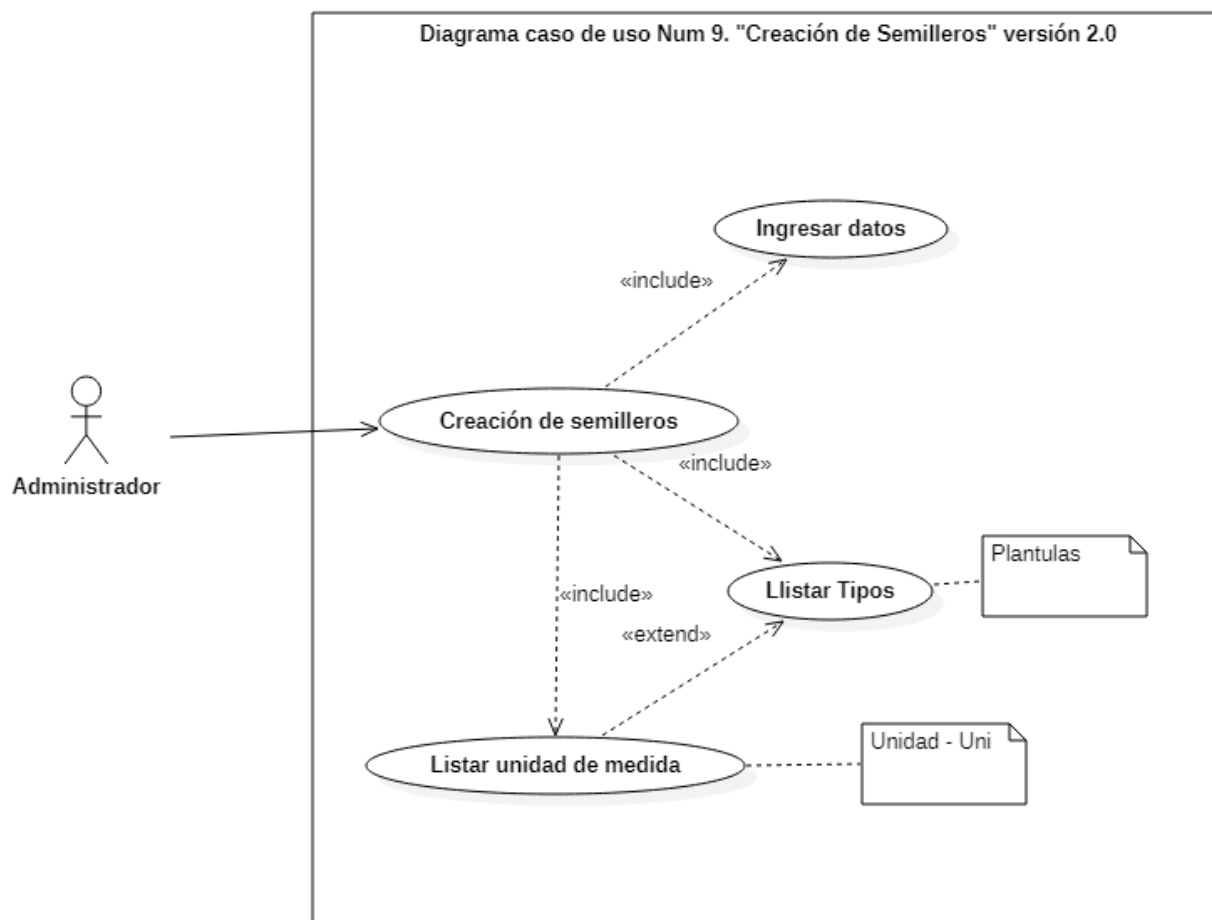 Diagrama caso de uso Num 9. "Creación de Semilleros" versión 2.0
Ingresar datos
«include»
Creación de semilleros
«include»
Administrador
Plantulas
Llistar Tipos
«include»
«extend»
Unidad - Uni
Listar unidad de medida